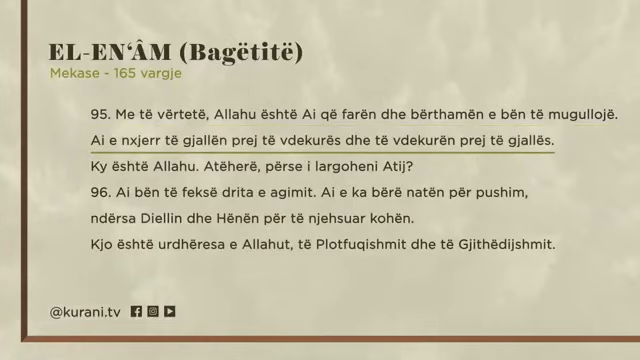 EL-EN‘ÂM (Bagëtitë)
Mekase - 165 vargje
95. Me të vërtetë, Allahu është Ai që farën dhe bërthamën e bën të mugullojë.
Ai e nxjerr të gjallën prej të vdekurës dhe të vdekurën prej të gjallës.
Ky është Allahu. Atëherë, përse i largoheni Atij?
96. Ai bën të feksë drita e agimit. Ai e ka bërë natën për pushim,
ndërsa Diellin dhe Hënën për të njehsuar kohën.
Kjo është urdhëresa e Allahut, të Plotfuqishmit dhe të Gjithëdijshmit.
@kurani.tv